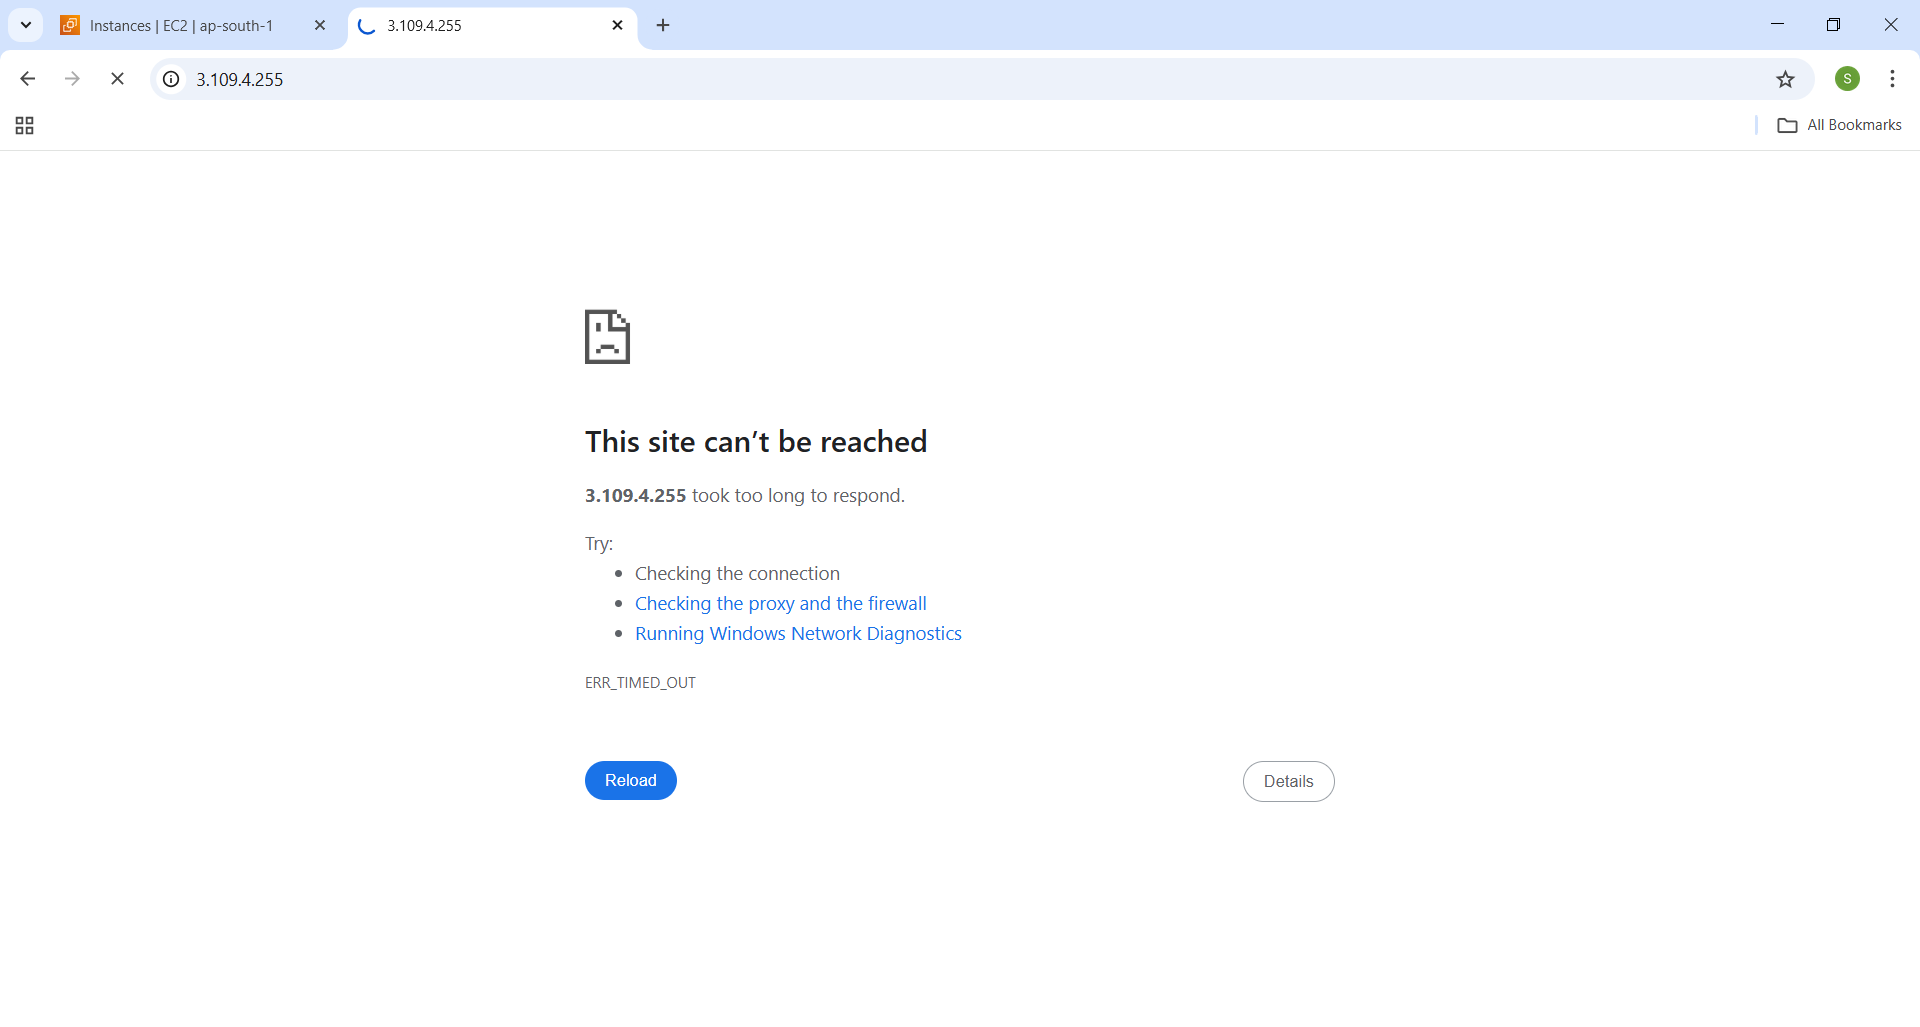 Instances | EC2 | ap-south-1
3.109.4.255
3.109.4.255
S
All Bookmarks
This site can’t be reached
3.109.4.255 took too long to respond.
Try:
Checking the connection
Checking the proxy and the firewall
Running Windows Network Diagnostics
ERR_TIMED_OUT
Reload
Details